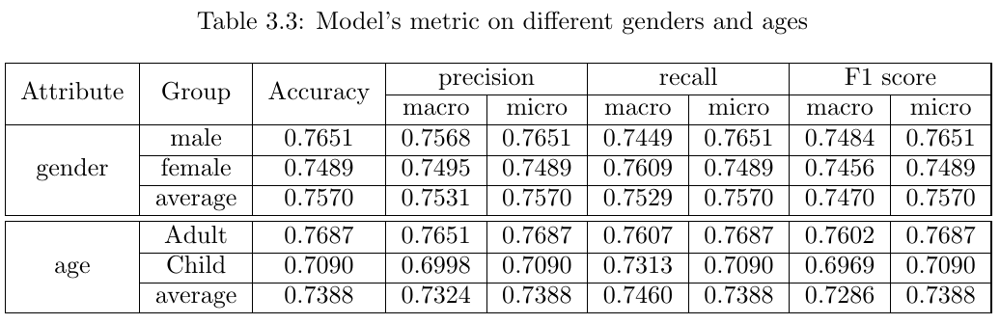 Table 3.3: Model's metric on different genders and ages
Attribute Group Accuracy precision recall F1 score
macro micro macro micro macro micro
gender male 0.7651 0.7568 0.7651 0.7449 0.7651 0.7484 0.7651
female 0.7489 0.7495 0.7489 0.7609 0.7489 0.7456 0.7489
average 0.7570 0.7531 0.7570 0.7529 0.7570 0.7470 0.7570
age Adult 0.7687 0.7651 0.7687 0.7607 0.7687 0.7602 0.7687
Child 0.7090 0.6998 0.7090 0.7313 0.7090 0.6969 0.7090
average 0.7388 0.7324 0.7388 0.7460 0.7388 0.7286 0.7388